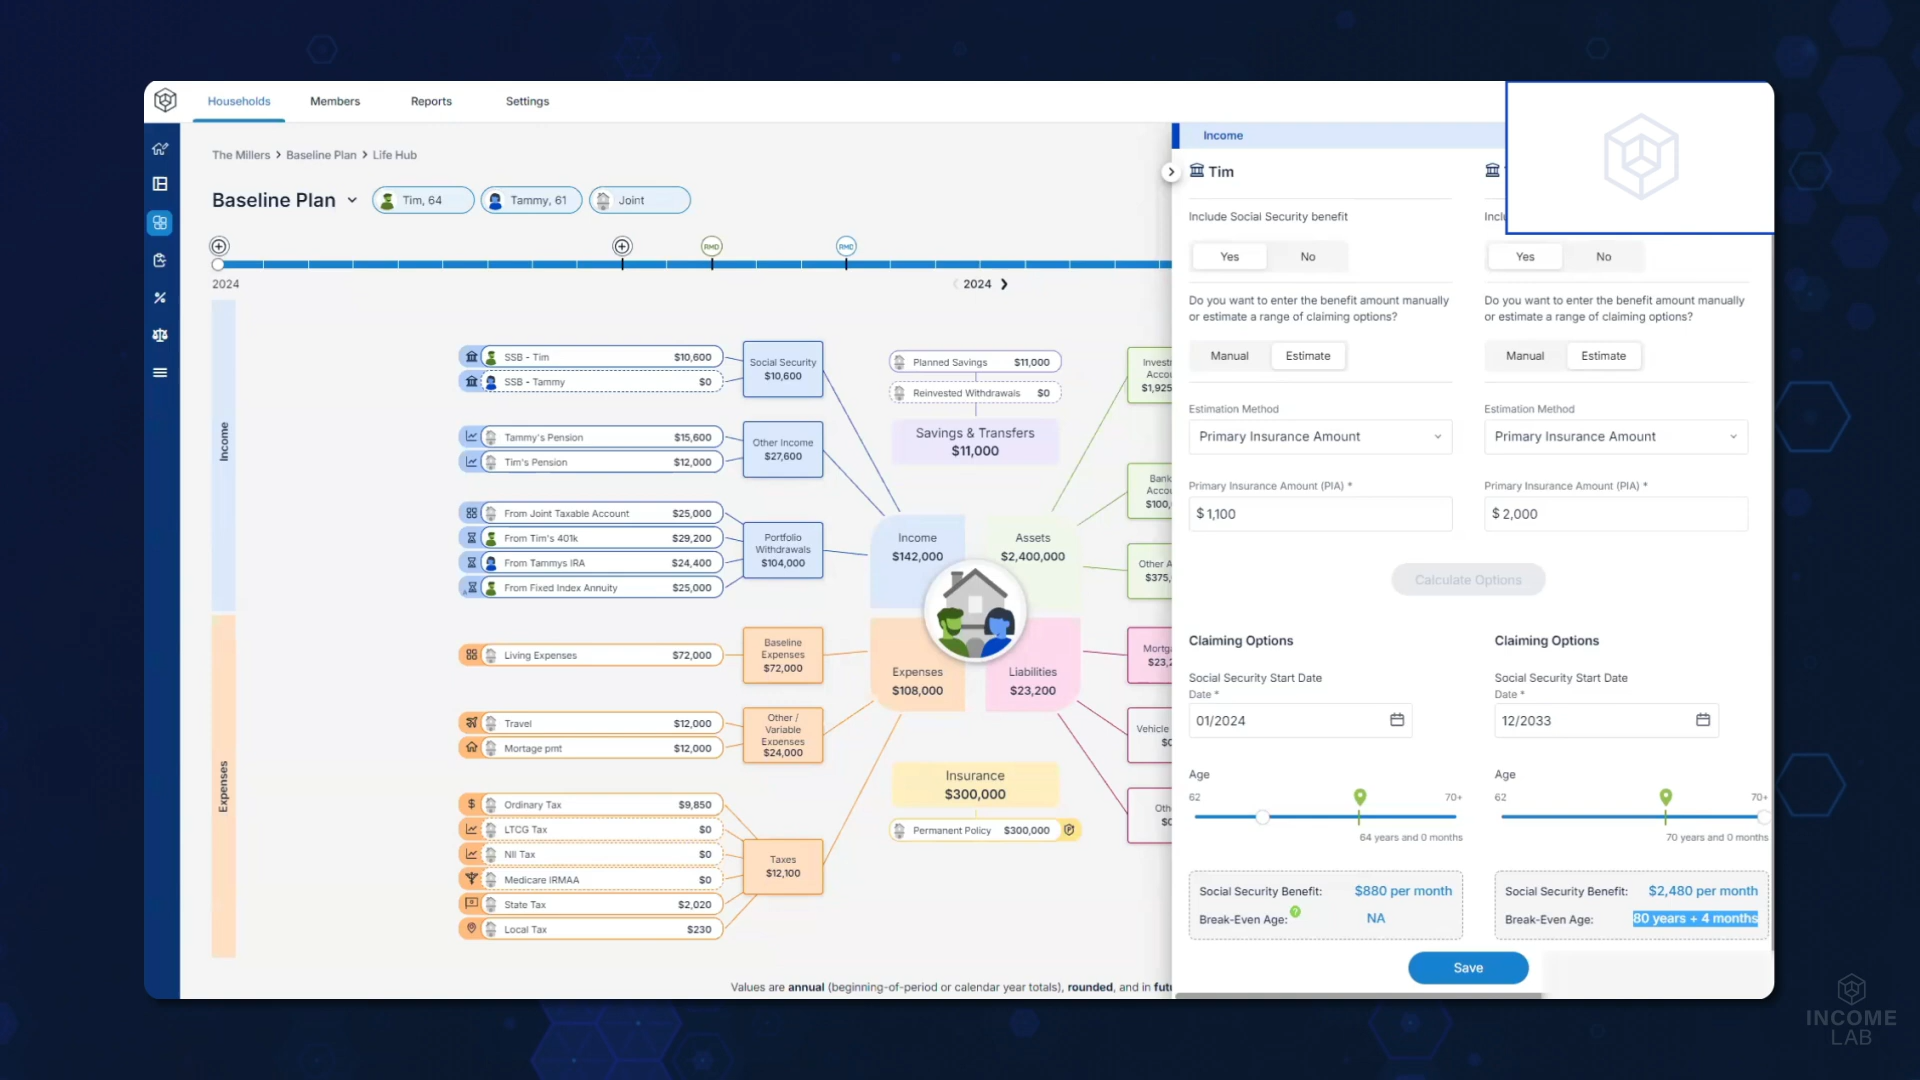 Households
Members
Reports
Settings
The Millers > Baseline Plan > Life Hub
Baseline Plan
Tim, 64
Tammy, 61
Joint
RMD
RMD
2024
2024
Income
Expenses
SSB - Tim $10,600
SSB - Tammy $0
Social Security
$10,600
Tammy's Pension $15,600
Tim's Pension $12,000
Other Income
$27,600
From Joint Taxable Account $25,000
From Tim's 401k $29,200
From Tammys IRA $24,400
From Fixed Index Annuity $25,000
Portfolio
Withdrawals
$104,000
Living Expenses $72,000
Baseline
Expenses
$72,000
Travel $12,000
Mortage pmt $12,000
Other /
Variable
Expenses
$24,000
Ordinary Tax $9,850
LTCG Tax $0
NII Tax $0
Medicare IRMAA $0
State Tax $2,020
Local Tax $230
Taxes
$12,100
Planned Savings $11,000
Reinvested Withdrawals $0
Savings & Transfers
$11,000
Income
$142,000
Assets
$2,400,000
Expenses
$108,000
Liabilities
$23,200
Insurance
$300,000
Permanent Policy $300,000
Bank
$100,
Other A
$375,
$23,2
Vehicle
$0
Values are annual (beginning-of-period or calendar year totals), rounded, and in
Income
Tim
Include Social Security benefit
Yes No
Do you want to enter the benefit amount manually
or estimate a range of claiming options?
Manual Estimate
Estimation Method
Primary Insurance Amount
Primary Insurance Amount (PIA) *
$ 1,100
Yes No
Do you want to enter the benefit amount manually
or estimate a range of claiming options?
Manual Estimate
Estimation Method
Primary Insurance Amount
Primary Insurance Amount (PIA) *
$ 2,000
Calculate Options
Claiming Options
Social Security Start Date
Date *
01/2024
Age
62 70+
64 years and 0 months
Social Security Benefit: $880 per month
Break-Even Age: ? NA
Claiming Options
Social Security Start Date
Date *
12/2033
Age
62 70+
70 years and 0 months
Social Security Benefit: $2,480 per month
Break-Even Age: 80 years + 4 months
Save
INCOME
LAB